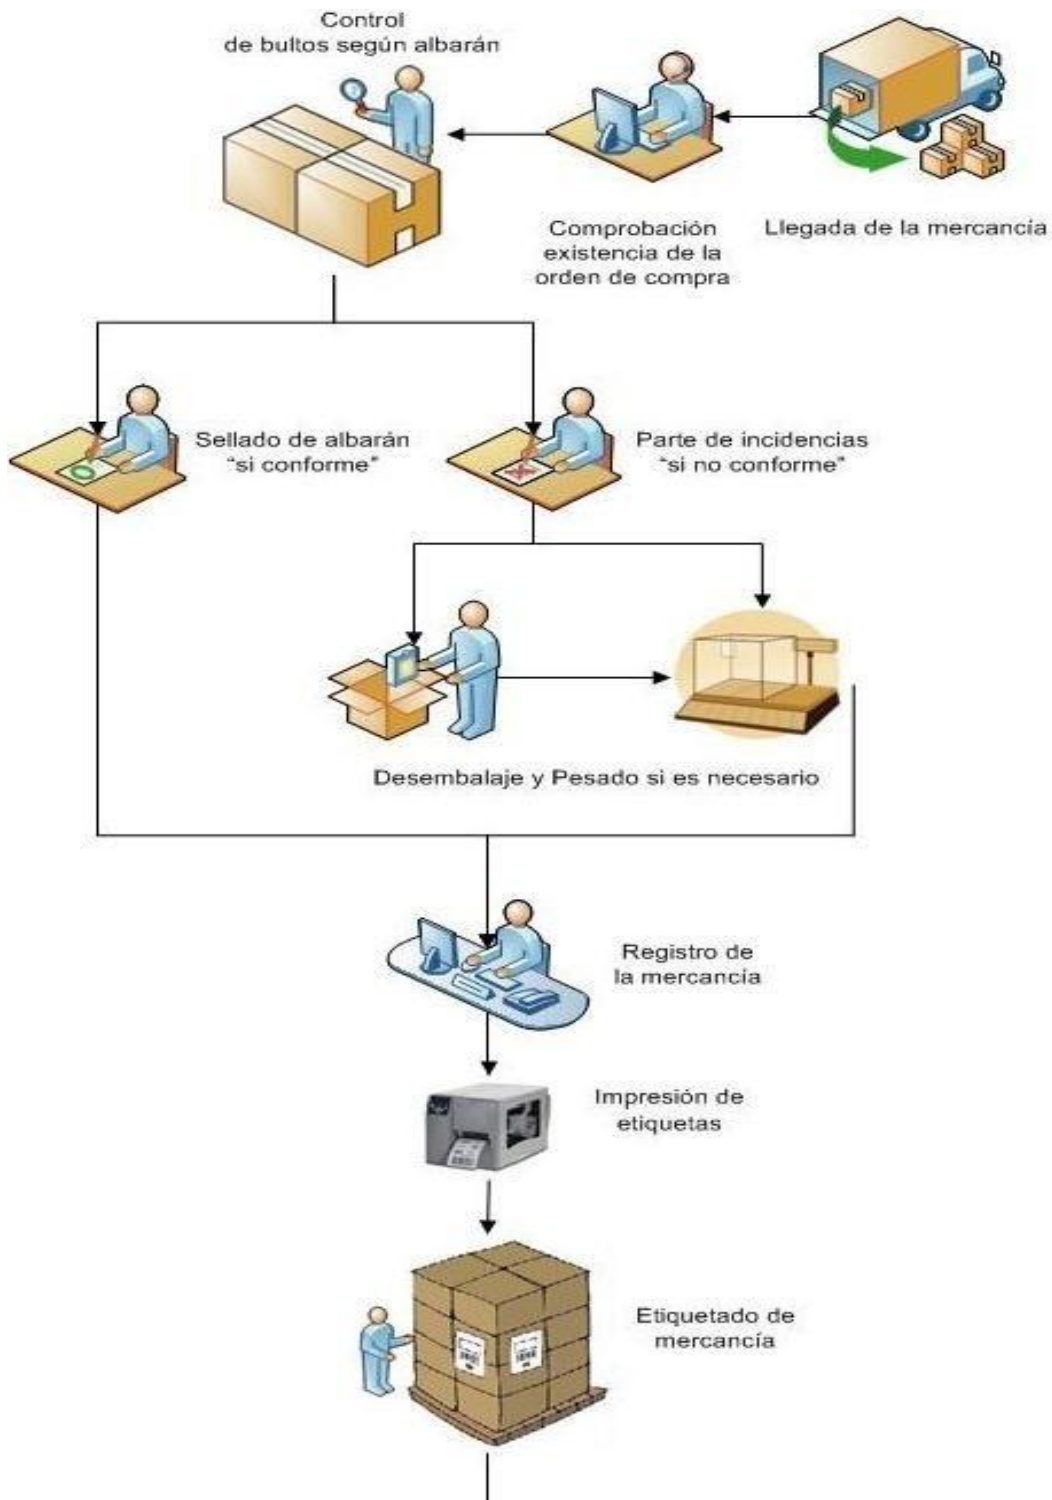 Control
de bultos según albarán
Comprobación
existencia de la
orden de compra
Llegada de la mercancía
Sellado de albarán
"si conforme"
Parte de incidencias
"si no conforme"
Desembalaje y Pesado si es necesario
Registro de
la mercancía
Impresión de
etiquetas
Etiquetado de
mercancía